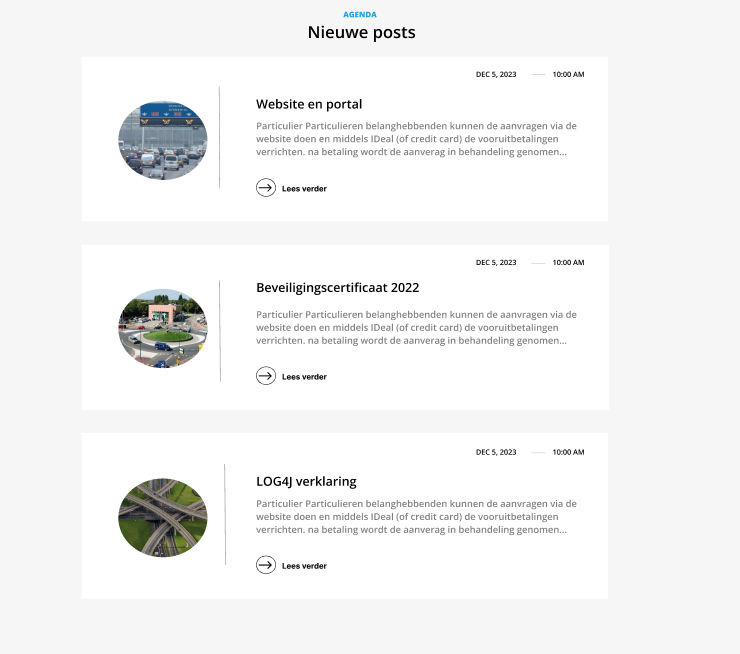 AGENDA
Nieuwe posts
DEC 5, 2023 10:00 AM
Website en portal
Particulier Particulieren belanghebbenden kunnen de aanvragen via de
website doen en middels IDeal (of credit card) de vooruitbetalingen
verrichten. na betaling wordt de aanverag in behandeling genomen...
Lees verder
DEC 5, 2023 10:00 AM
Beveiligingscertificaat 2022
Particulier Particulieren belanghebbenden kunnen de aanvragen via de
website doen en middels IDeal (of credit card) de vooruitbetalingen
verrichten. na betaling wordt de aanverag in behandeling genomen...
Lees verder
DEC 5, 2023 10:00 AM
LOG4J verklaring
Particulier Particulieren belanghebbenden kunnen de aanvragen via de
website doen en middels IDeal (of credit card) de vooruitbetalingen
verrichten. na betaling wordt de aanverag in behandeling genomen...
Lees verder